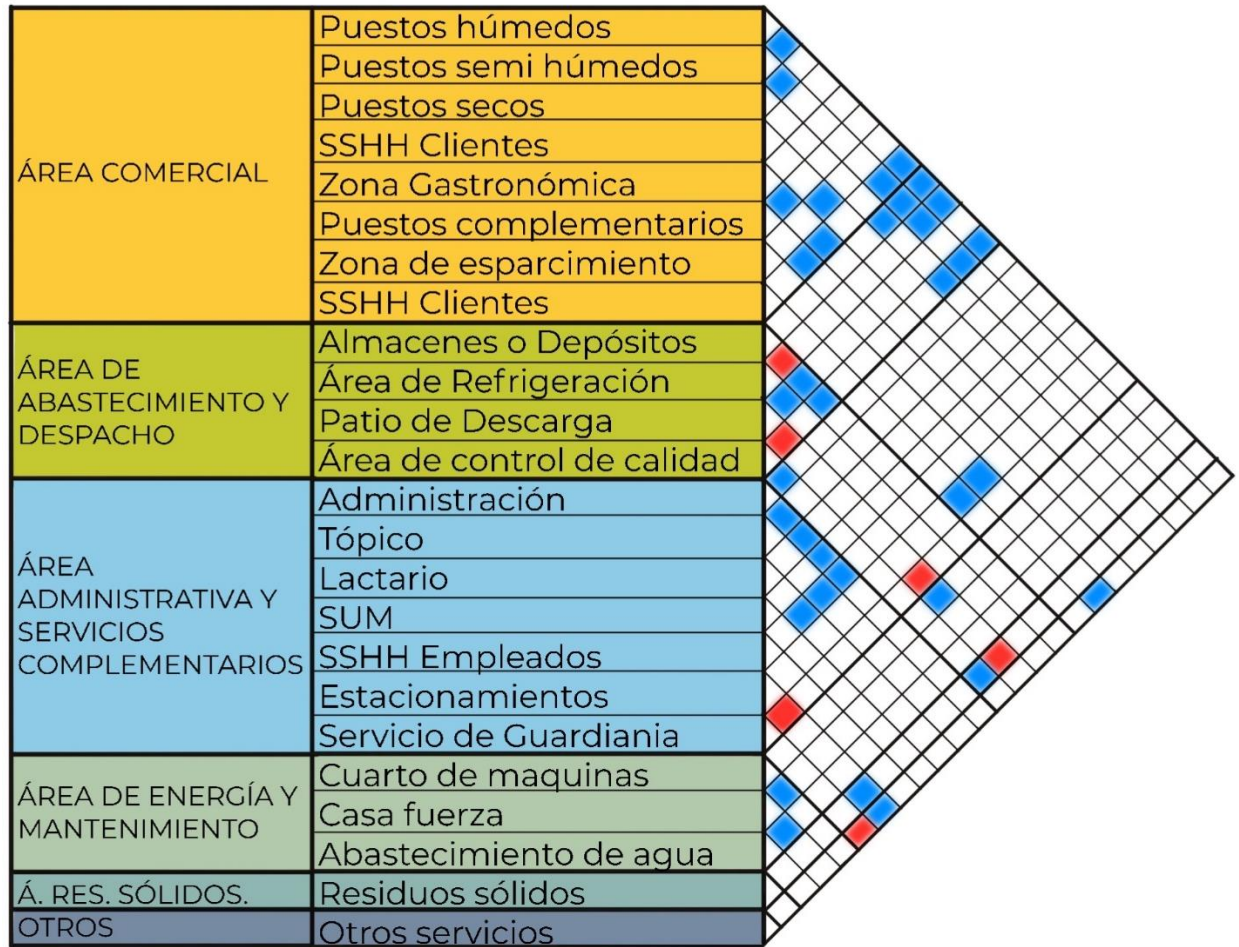 ÁREA COMERCIAL
Puestos húmedos
Puestos semi húmedos
Puestos secos
SSHH Clientes
Zona Gastronómica
Puestos complementarios
Zona de esparcimiento
SSHH Clientes
ÁREA DE
ABASTECIMIENTO Y
DESPACHO
Almacenes o Depósitos
Área de Refrigeración
Patio de Descarga
Área de control de calidad
ÁREA
ADMINISTRATIVA Y
SERVICIOS
COMPLEMENTARIOS
Administración
Tópico
Lactario
SUM
SSHH Empleados
Estacionamientos
Servicio de Guardiania
ÁREA DE ENERGÍA Y
MANTENIMIENTO
Cuarto de maquinas
Casa fuerza
Abastecimiento de agua
Á. RES. SÓLIDOS.
Residuos sólidos
OTROS
Otros servicios